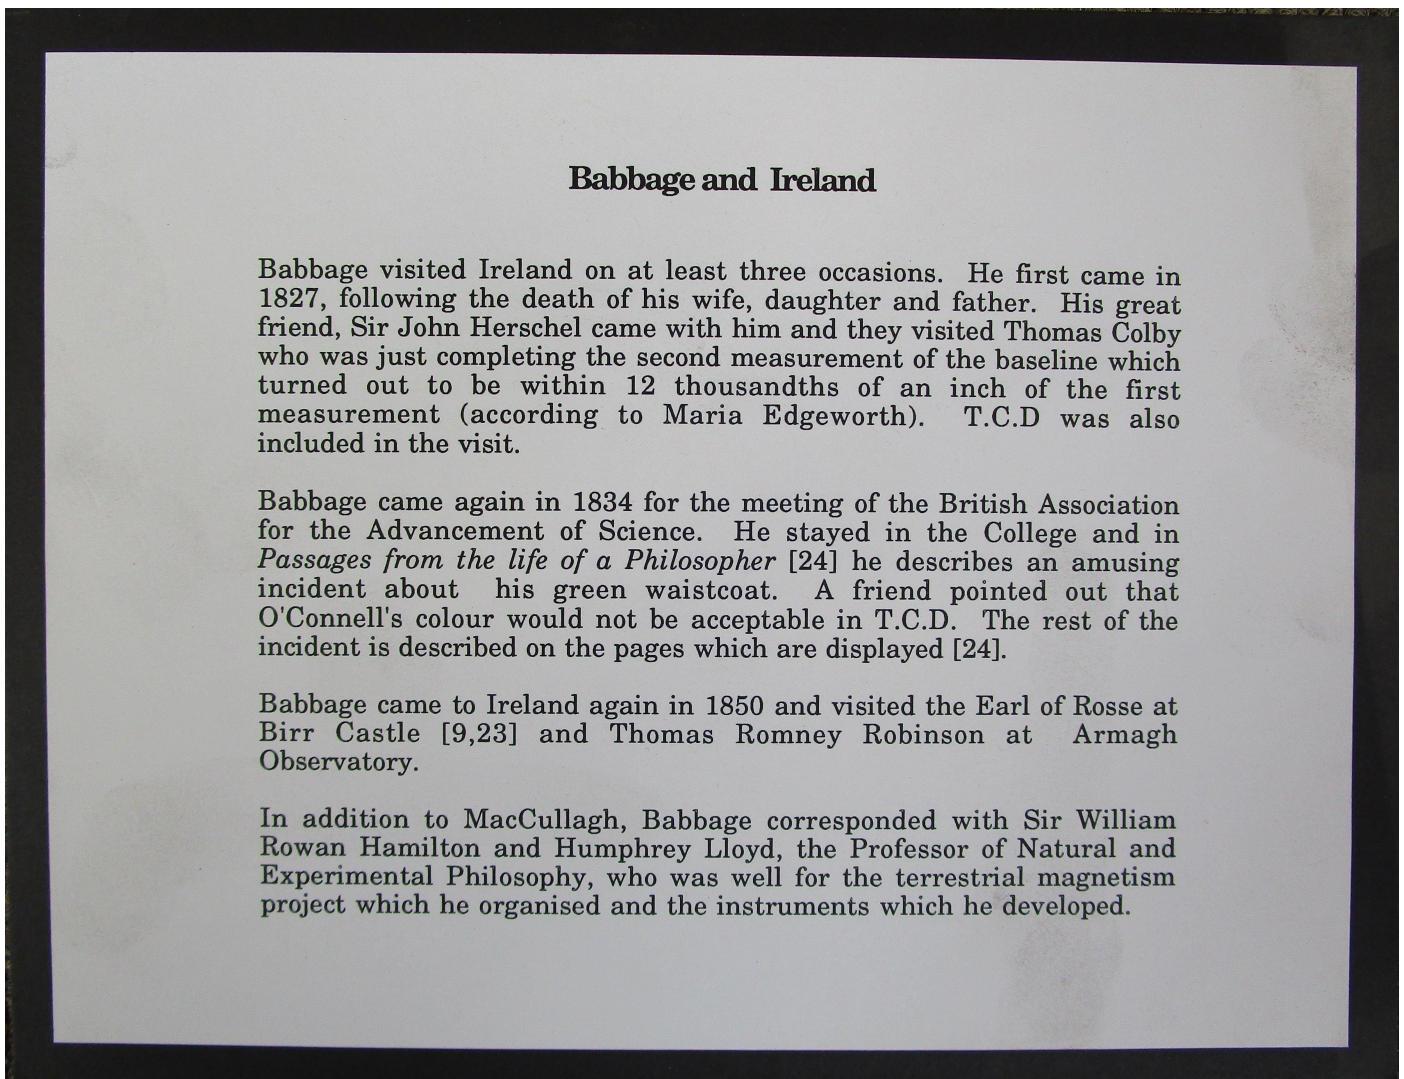 Babbage and Ireland
Babbage visited Ireland on at least three occasions. He first came in
1827, following the death of his wife, daughter and father. His great
friend, Sir John Herschel came with him and they visited Thomas Colby
who was just completing the second measurement of the baseline which
turned out to be within 12 thousandths of an inch of the first
measurement (according to Maria Edgeworth). T.C.D was also
included in the visit.
Babbage came again in 1834 for the meeting of the British Association
for the Advancement of Science. He stayed in the College and in
Passages from the life of a Philosopher [24] he describes an amusing
incident about his green waistcoat. A friend pointed out that
O'Connell's colour would not be acceptable in T.C.D. The rest of the
incident is described on the pages which are displayed [24].
Babbage came to Ireland again in 1850 and visited the Earl of Rosse at
Birr Castle [9,23] and Thomas Romney Robinson at Armagh
Observatory.
In addition to MacCullagh, Babbage corresponded with Sir William
Rowan Hamilton and Humphrey Lloyd, the Professor of Natural and
Experimental Philosophy, who was well for the terrestrial magnetism
project which he organised and the instruments which he developed.